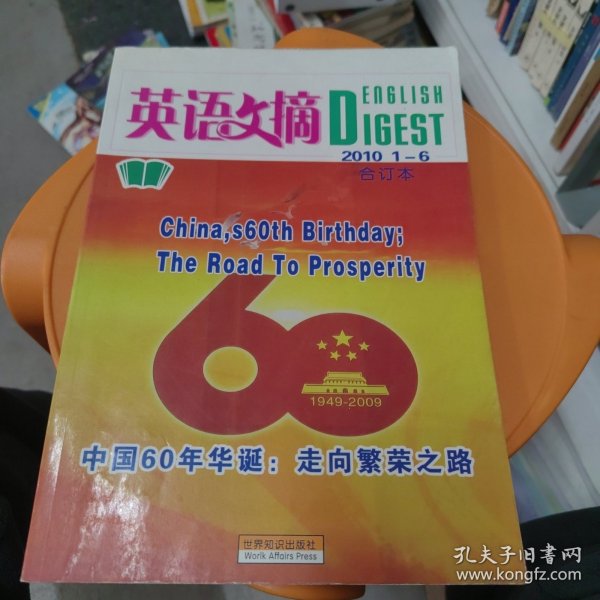 英语文摘
ENGLISH
DIGEST
2010 1-6
合订本
China,s60th Birthday;
The Road To Prosperity
60
1949-2009
中国60年华诞：走向繁荣之路
世界知识出版社
Worik Affairs Press
孔夫子旧书网
www.kongfz.com